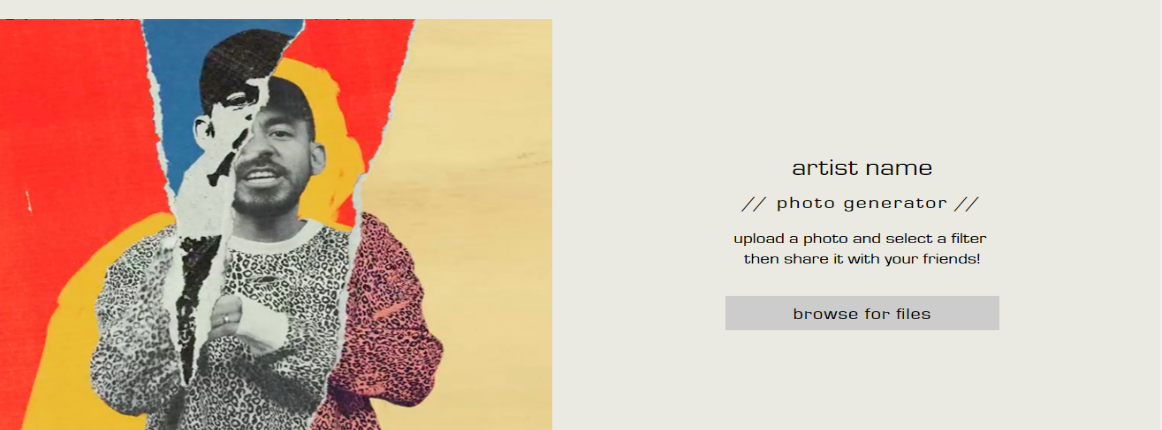 artist name
// photo generator //
upload a photo and select a filter
then share it with your friends!
browse for files